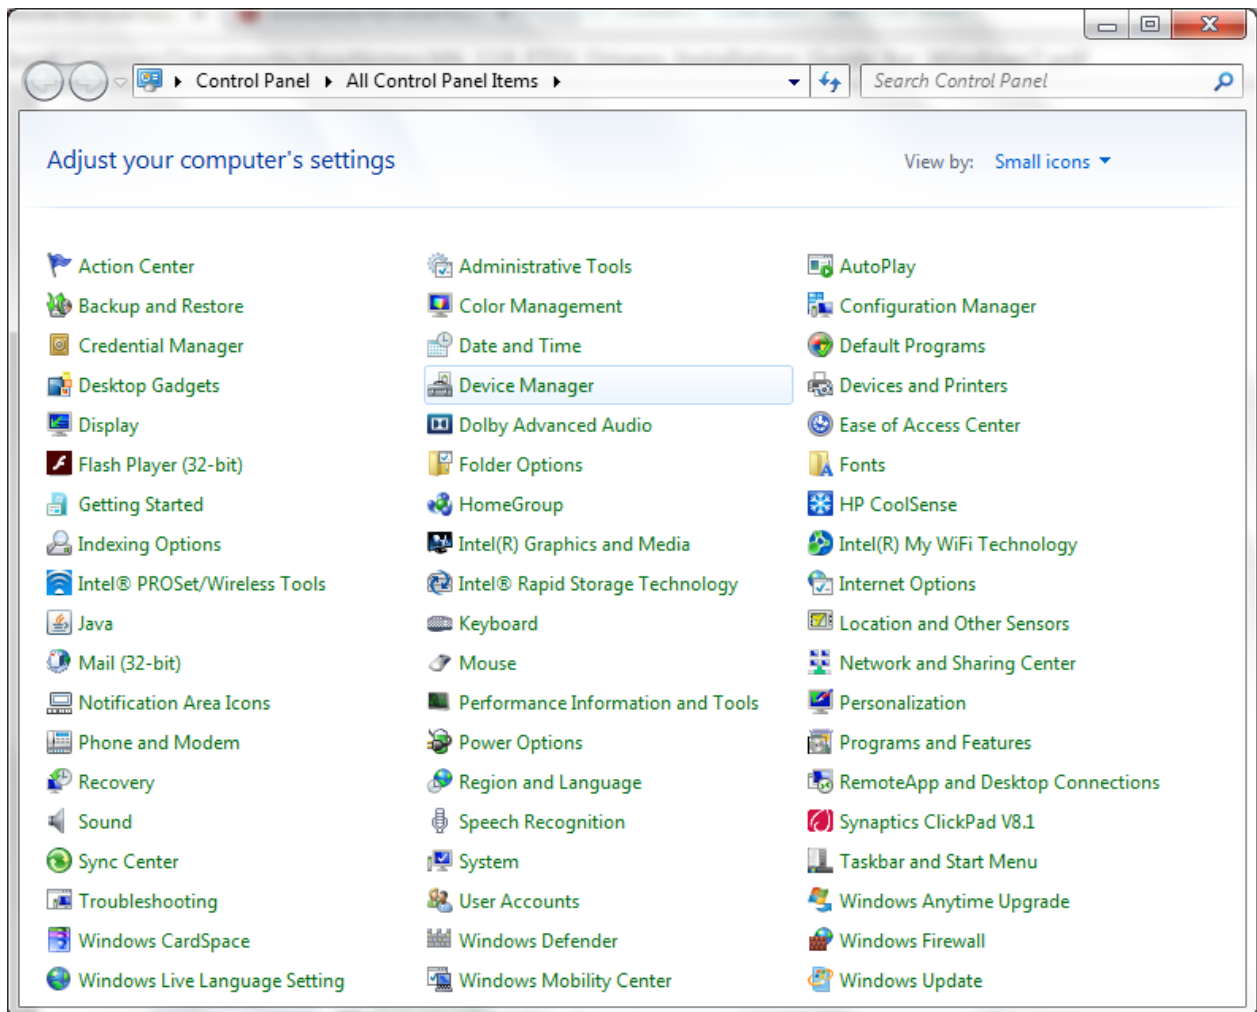 Control Panel All Control Panel Items Search Control Panel
Adjust your computer's settings View by: Small icons
Action Center Administrative Tools AutoPlay
Backup and Restore Color Management Configuration Manager
Credential Manager Date and Time Default Programs
Desktop Gadgets Device Manager Devices and Printers
Display Dolby Advanced Audio Ease of Access Center
Flash Player (32-bit) Folder Options Fonts
Getting Started HomeGroup HP CoolSense
Indexing Options Intel(R) Graphics and Media Intel(R) My WiFi Technology
Intel® PROSet/Wireless Tools Intel® Rapid Storage Technology Internet Options
Java Keyboard Location and Other Sensors
Mail (32-bit) Mouse Network and Sharing Center
Notification Area Icons Performance Information and Tools Personalization
Phone and Modem Power Options Programs and Features
Recovery Region and Language RemoteApp and Desktop Connections
Sound Speech Recognition Synaptics ClickPad V8.1
Sync Center System Taskbar and Start Menu
Troubleshooting User Accounts Windows Anytime Upgrade
Windows CardSpace Windows Defender Windows Firewall
Windows Live Language Setting Windows Mobility Center Windows Update